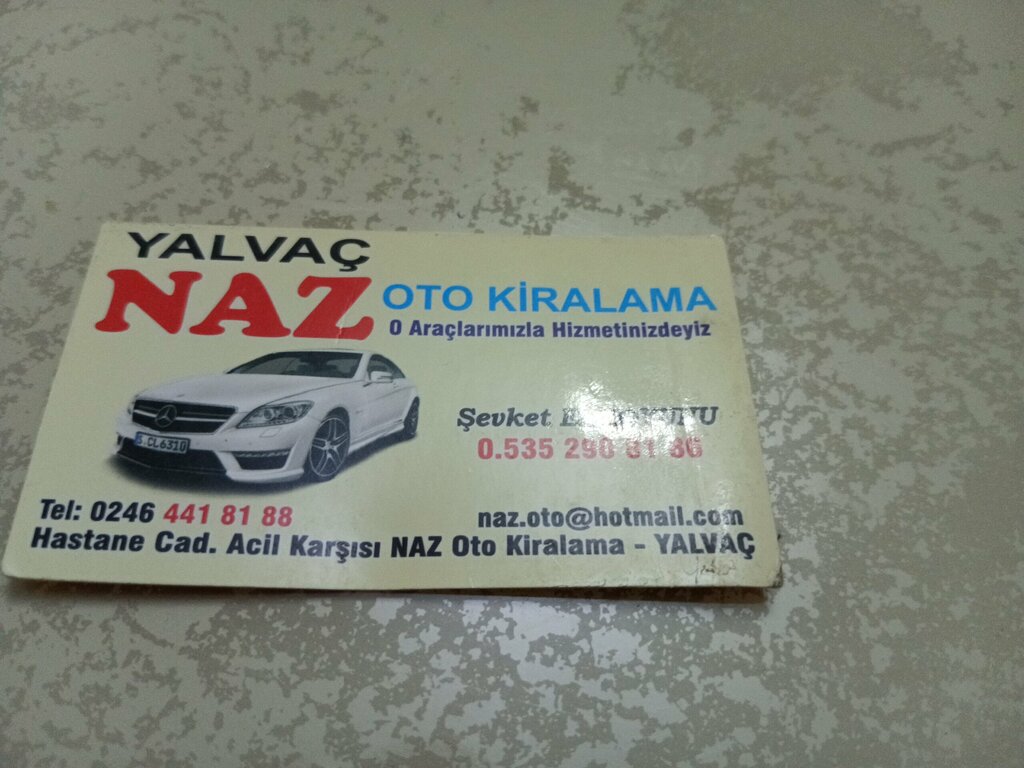 YALVAÇ
NAZ OTO KİRALAMA
0 Araçlarımızla Hizmetinizdeyiz
Şevket
0.535
CL6310
Tel: 0246 441 81 88
naz.oto@hotmail.com
Hastane Cad. Acil Karşısı NAZ Oto Kiralama - YALVAÇ